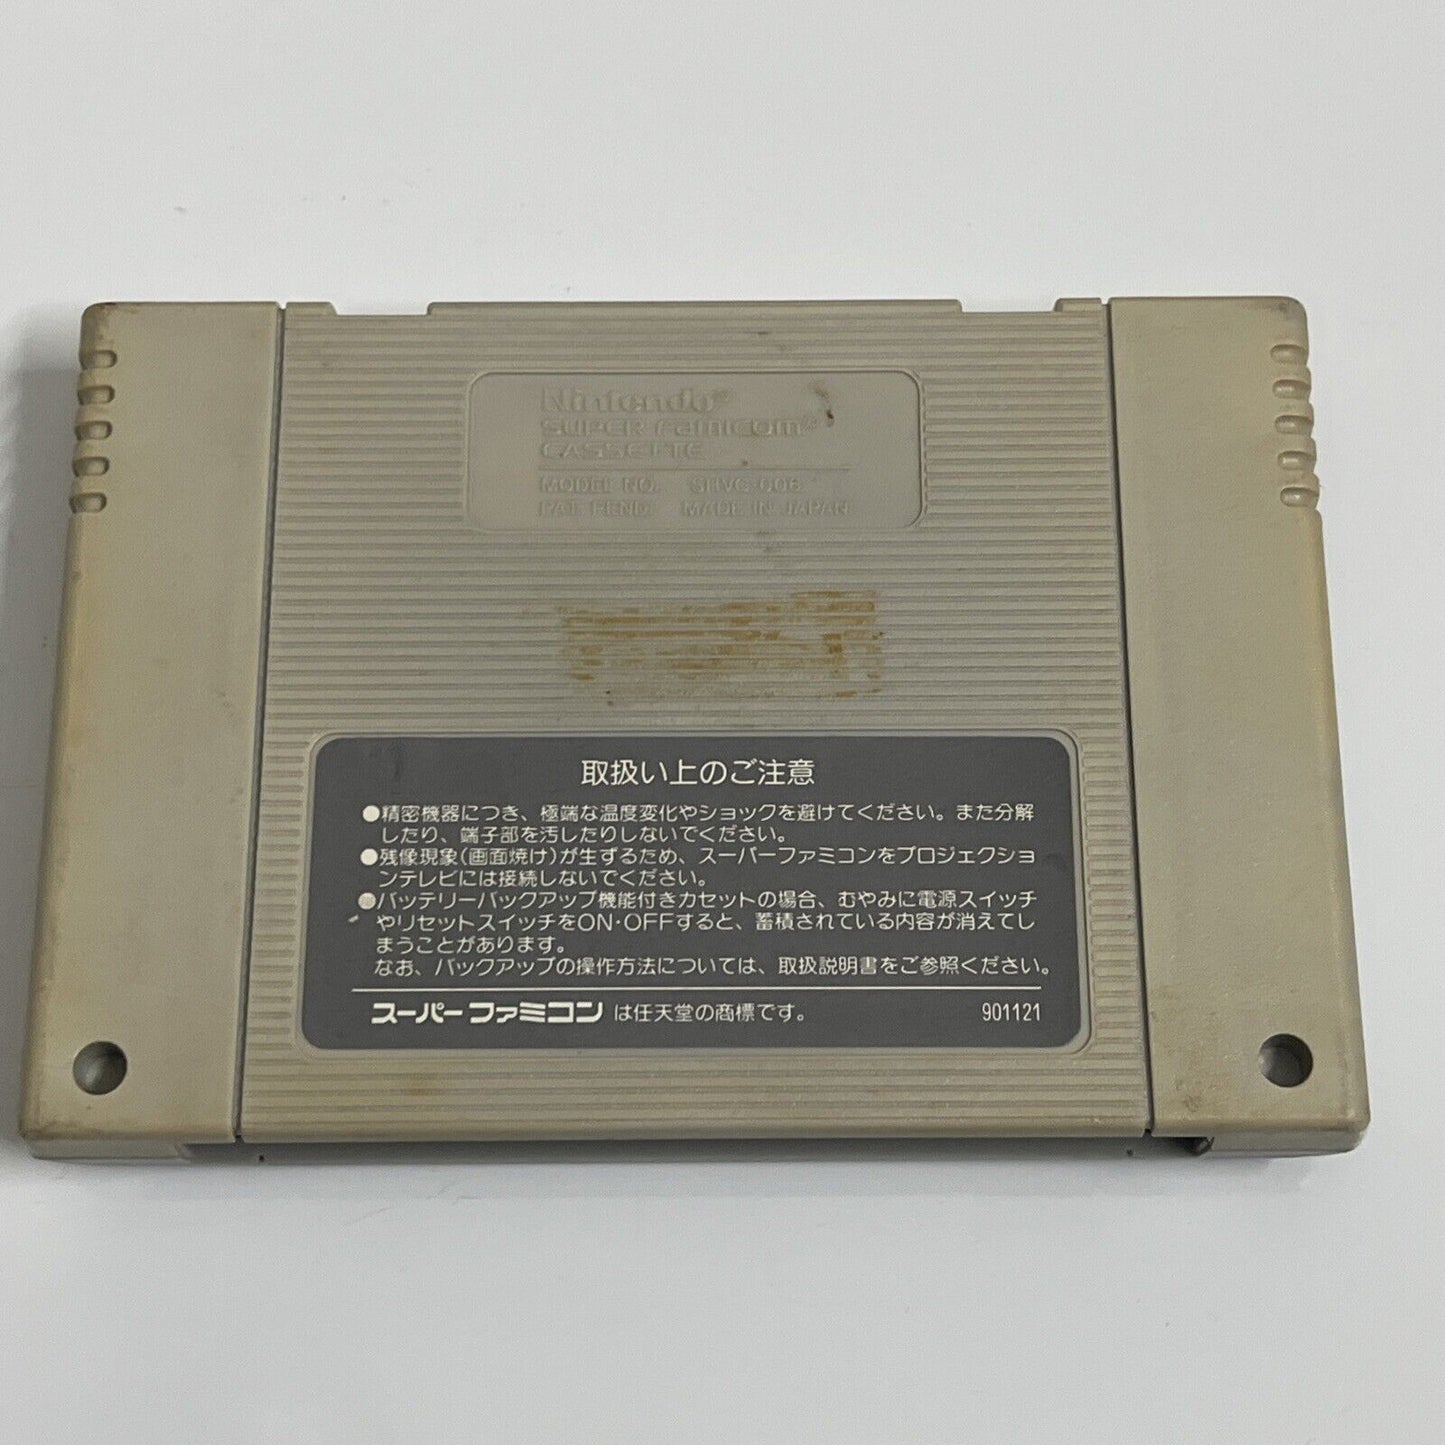 Nintendo®
SUPER FAMICOM™
CASSETTE
MODEL NO. SHVC-006
PAT. PEND. MADE IN JAPAN
取扱い上のご注意
●精密機器につき、極端な温度変化やショックを避けてください。また分解
したり、端子部を汚したりしないでください。
●残像現象(画面焼け)が生ずるため、スーパーファミコンをプロジェクショ
ンテレビには接続しないでください。
●バッテリーバックアップ機能付きカセットの場合、むやみに電源スイッチ
やリセットスイッチをON・OFFすると、蓄積されている内容が消えてし
まうことがあります。
なお、バックアップの操作方法については、取扱説明書をご参照ください。
スーパーファミコン は任天堂の商標です。 901121